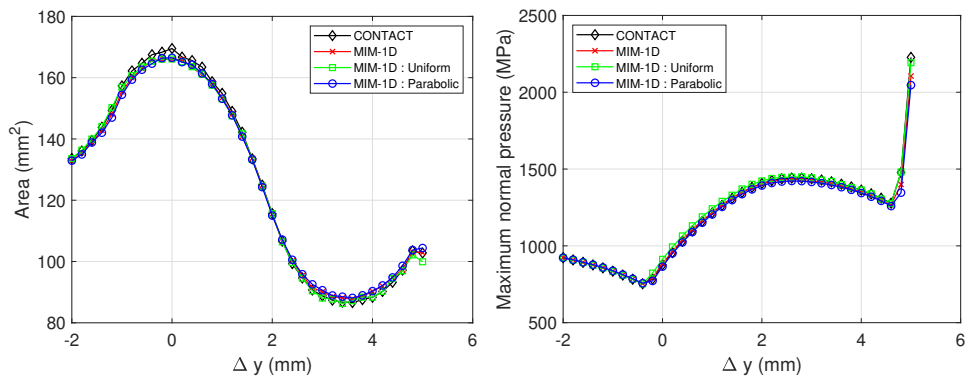 180
160
140
120
100
80
Area (mm²)
-2
0
2
4
6
Δ y (mm)
CONTACT
MIM-1D
MIM-1D : Uniform
MIM-1D : Parabolic
2500
2000
1500
1000
500
Maximum normal pressure (MPa)
-2
0
2
4
6
Δ y (mm)
CONTACT
MIM-1D
MIM-1D : Uniform
MIM-1D : Parabolic